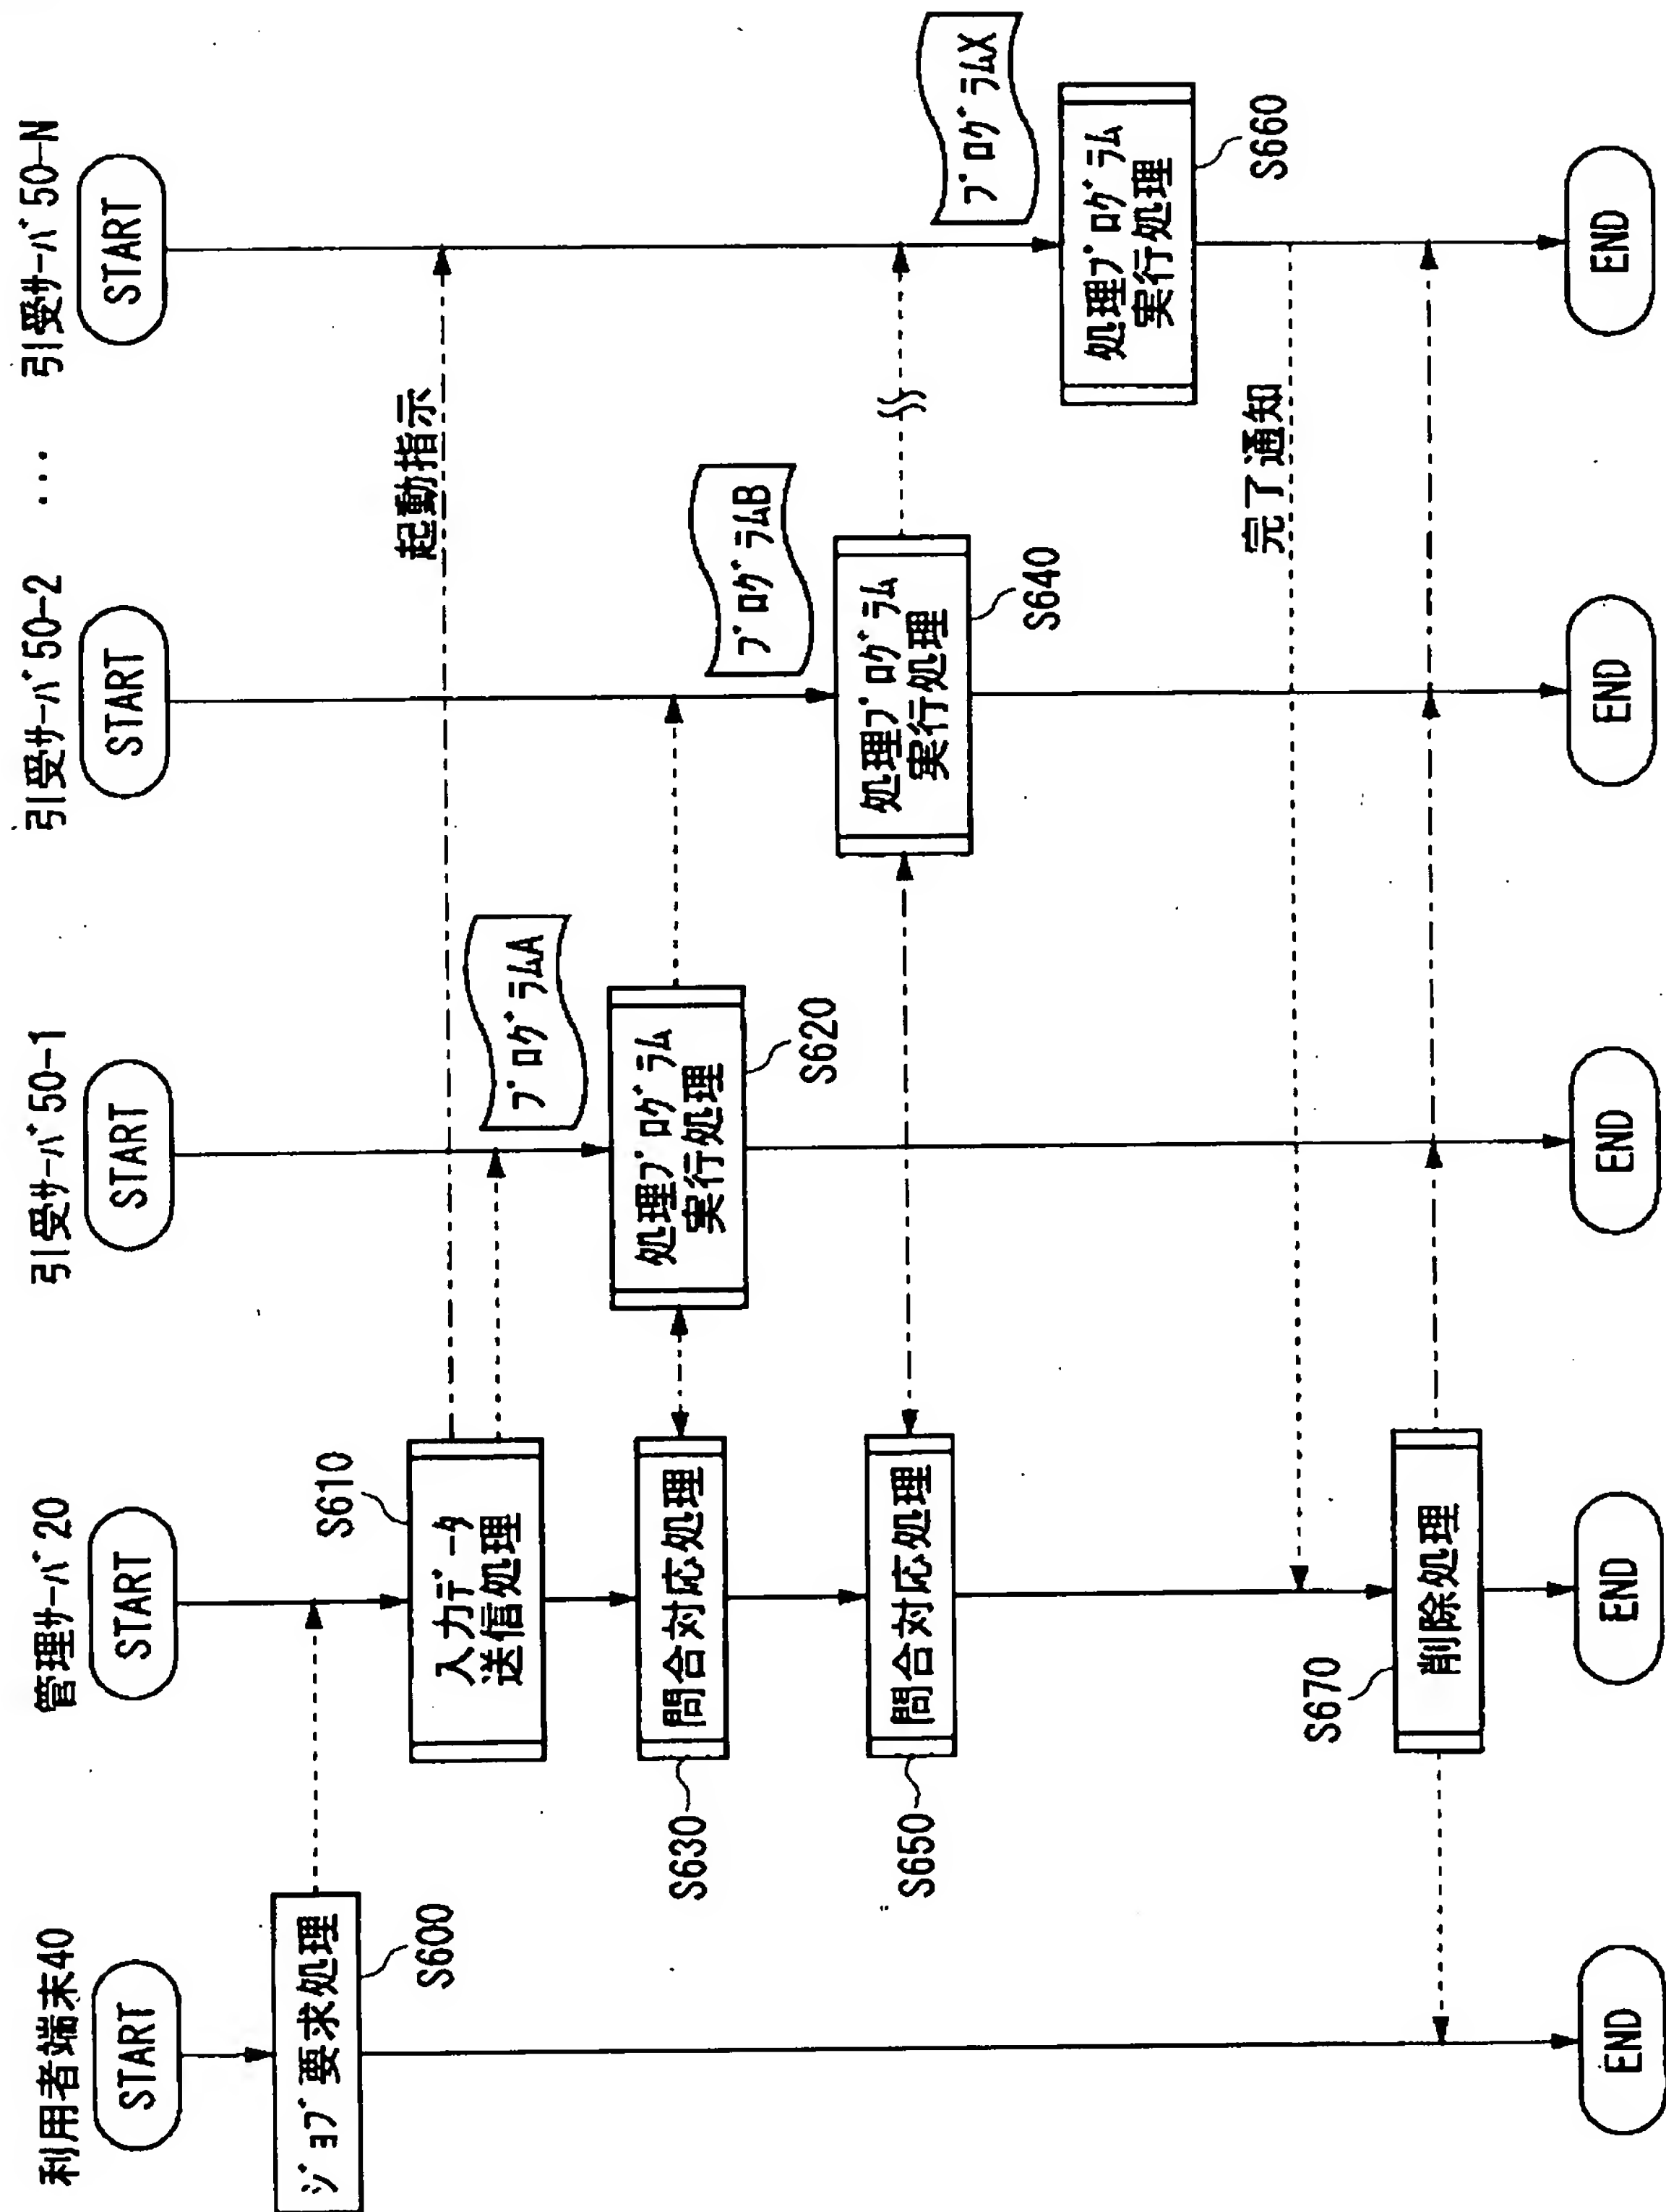 利用者端末40
管理ｻｰﾊﾞ20
引受ｻｰﾊﾞ50-1
引受ｻｰﾊﾞ50-2
...
引受ｻｰﾊﾞ50-N
START
START
START
START
START
ｼﾞｮﾌﾞ要求処理
S600
起動指示
S610
入力ﾃﾞｰﾀ
送信処理
ﾌﾟﾛｸﾞﾗﾑA
問合対応処理
S630
処理ﾌﾟﾛｸﾞﾗﾑ
実行処理
S620
ﾌﾟﾛｸﾞﾗﾑB
問合対応処理
S650
処理ﾌﾟﾛｸﾞﾗﾑ
実行処理
S640
ﾌﾟﾛｸﾞﾗﾑX
処理ﾌﾟﾛｸﾞﾗﾑ
実行処理
S660
完了通知
S670
削除処理
END
END
END
END
END